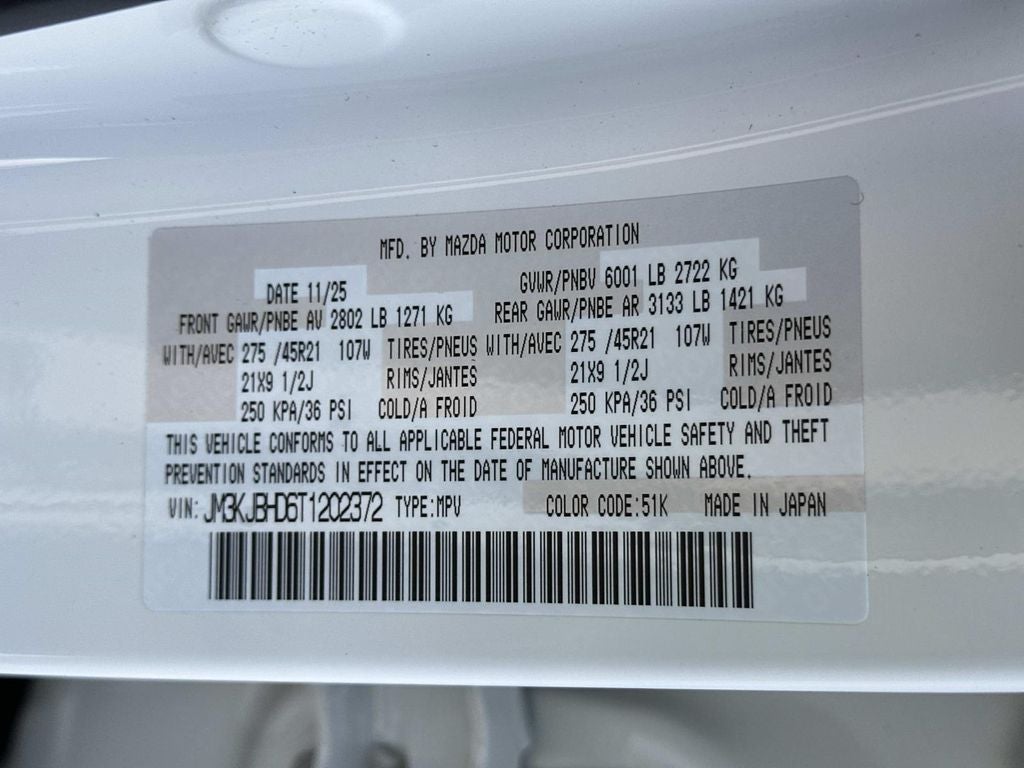 MFD. BY MAZDA MOTOR CORPORATION
DATE 11/25 GVWR/PNBV 6001 LB 2722 KG
FRONT GAWR/PNBE AV 2802 LB 1271 KG REAR GAWR/PNBE AR 3133 LB 1421 KG
WITH/AVEC 275 /45R21 107W TIRES/PNEUS WITH/AVEC 275 /45R21 107W TIRES/PNEUS
21X9 1/2J RIMS/JANTES 21X9 1/2J RIMS/JANTES
250 KPA/36 PSI COLD/A FROID 250 KPA/36 PSI COLD/A FROID
THIS VEHICLE CONFORMS TO ALL APPLICABLE FEDERAL MOTOR VEHICLE SAFETY AND THEFT
PREVENTION STANDARDS IN EFFECT ON THE DATE OF MANUFACTURE SHOWN ABOVE.
VIN: JM3KJBHD6T1202372 TYPE:MPV COLOR CODE:51K MADE IN JAPAN